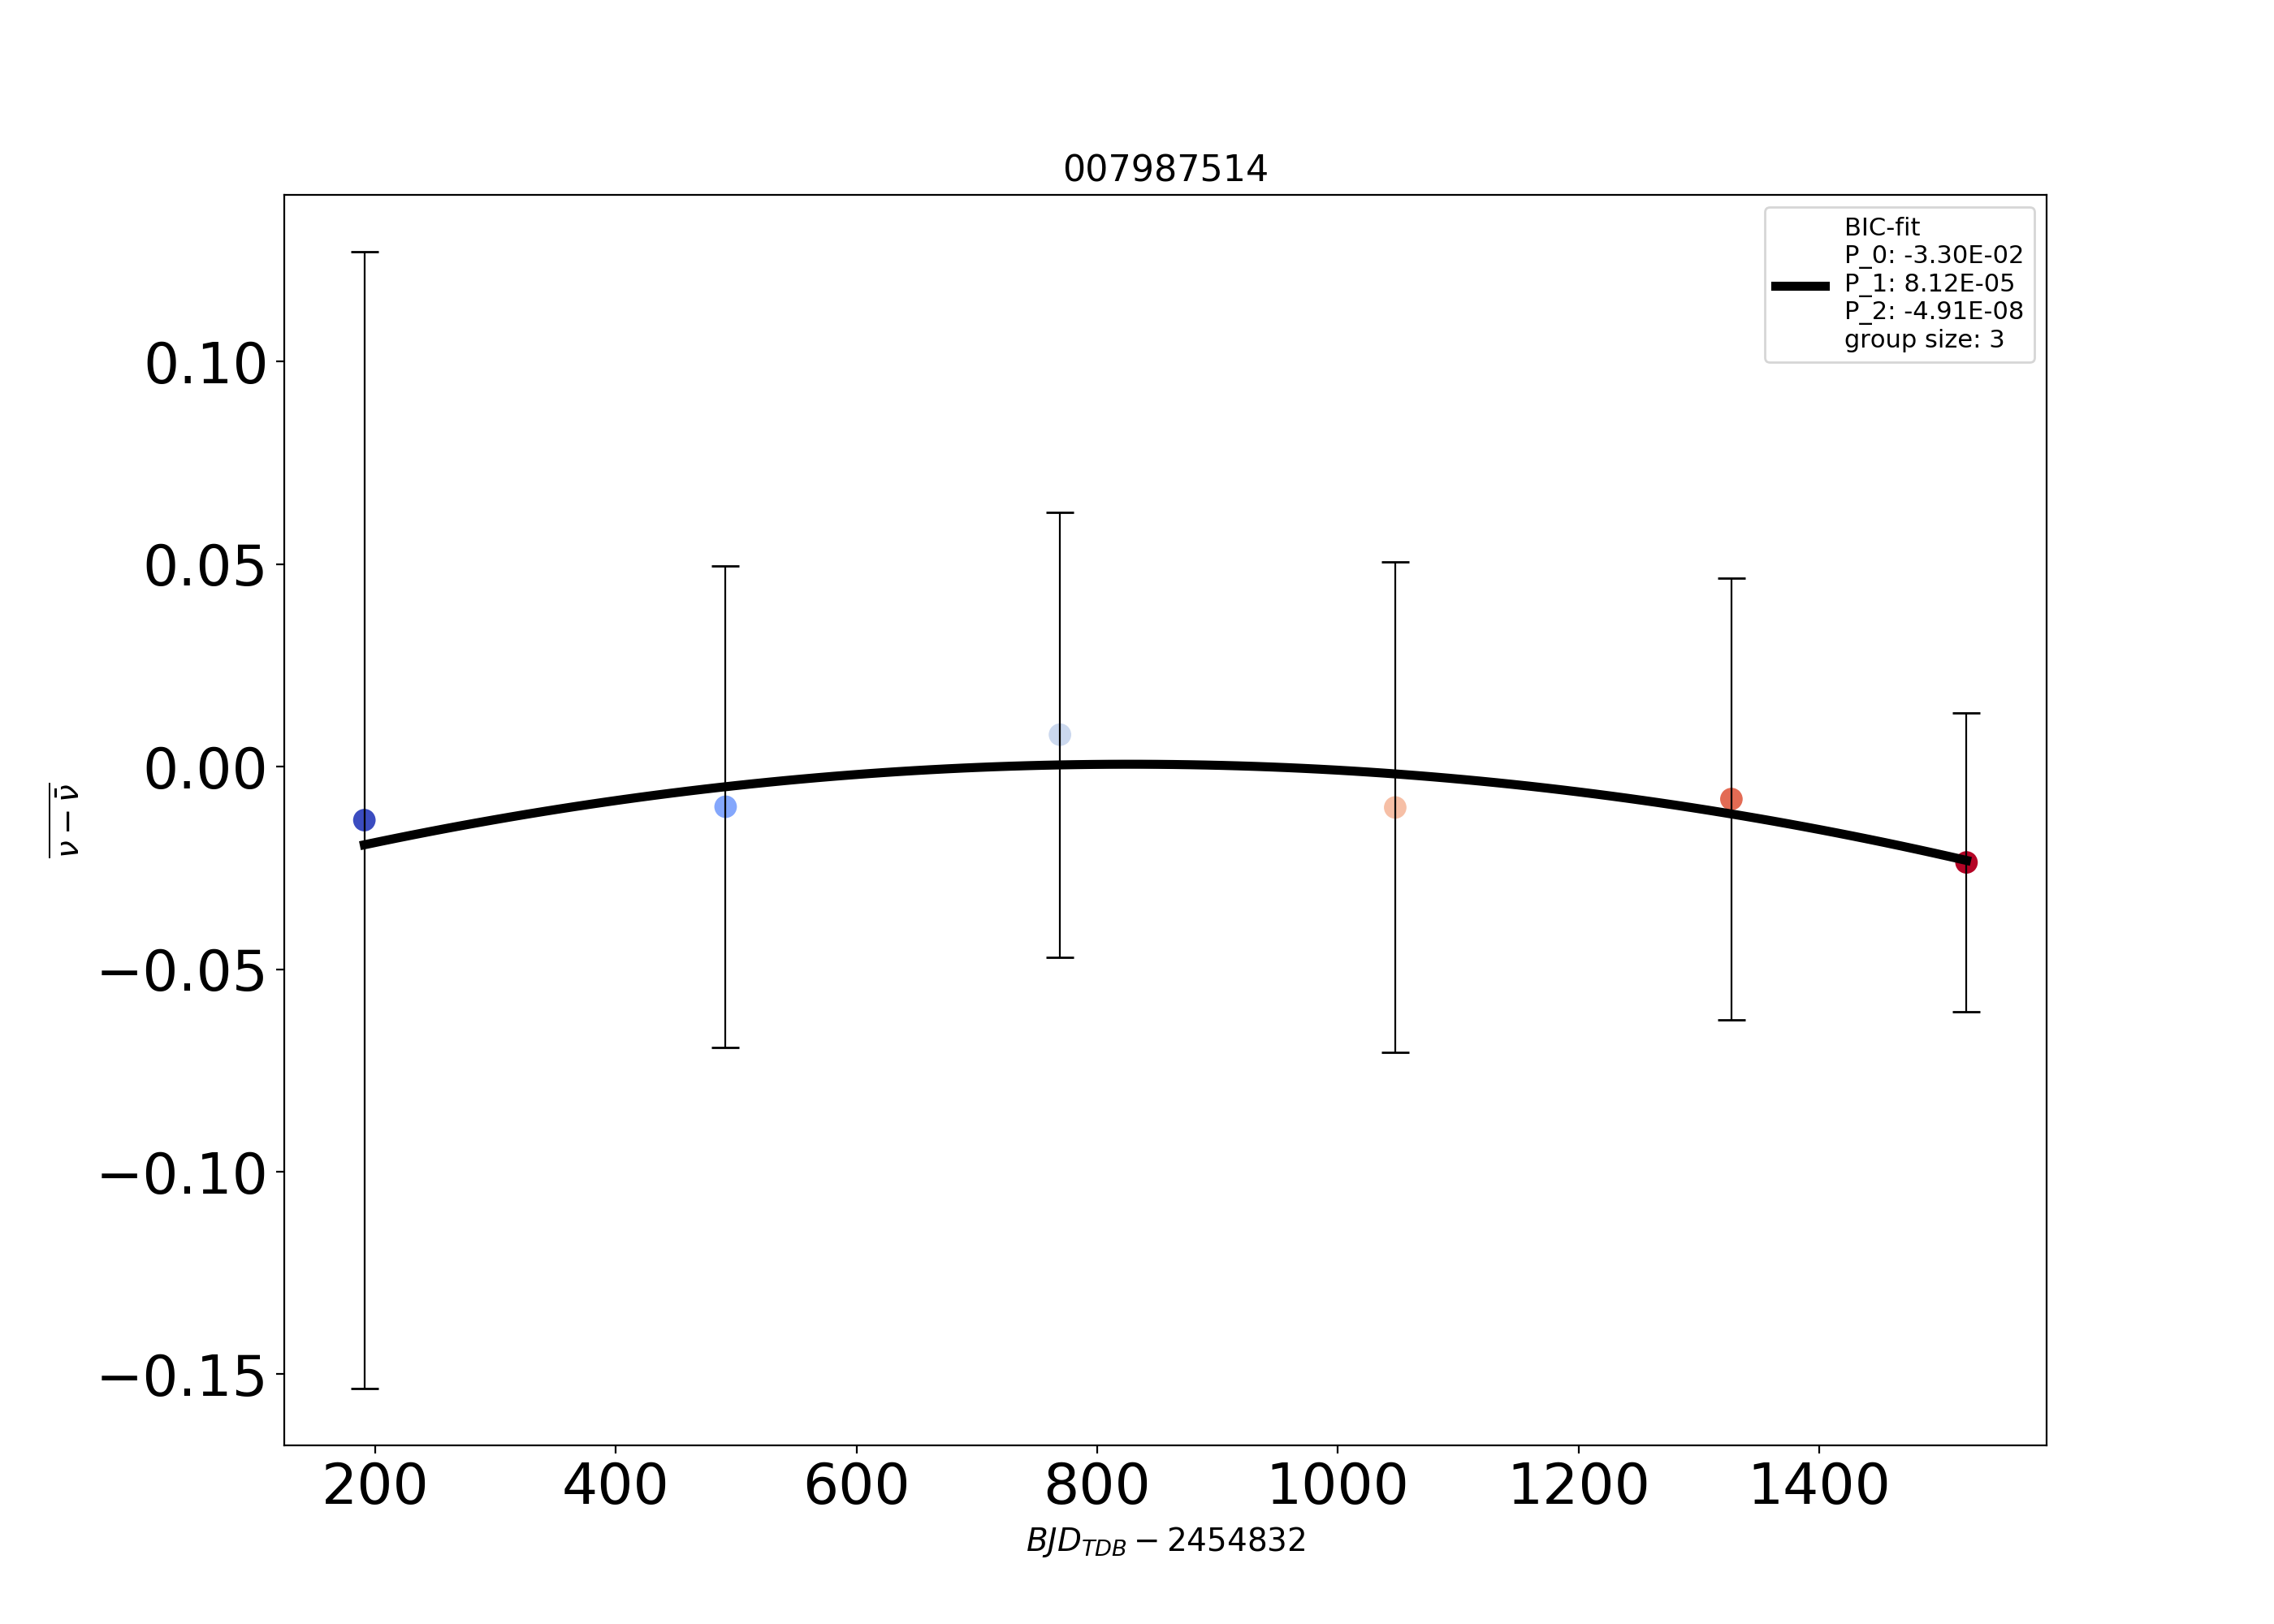 007987514
BIC-fit
P_0: -3.30E-02
P_1: 8.12E-05
P_2: -4.91E-08
group size: 3
0.10
0.05
0.00
−0.05
−0.10
−0.15
ν − ν̄
200 400 600 800 1000 1200 1400
BJD_TDB − 2454832